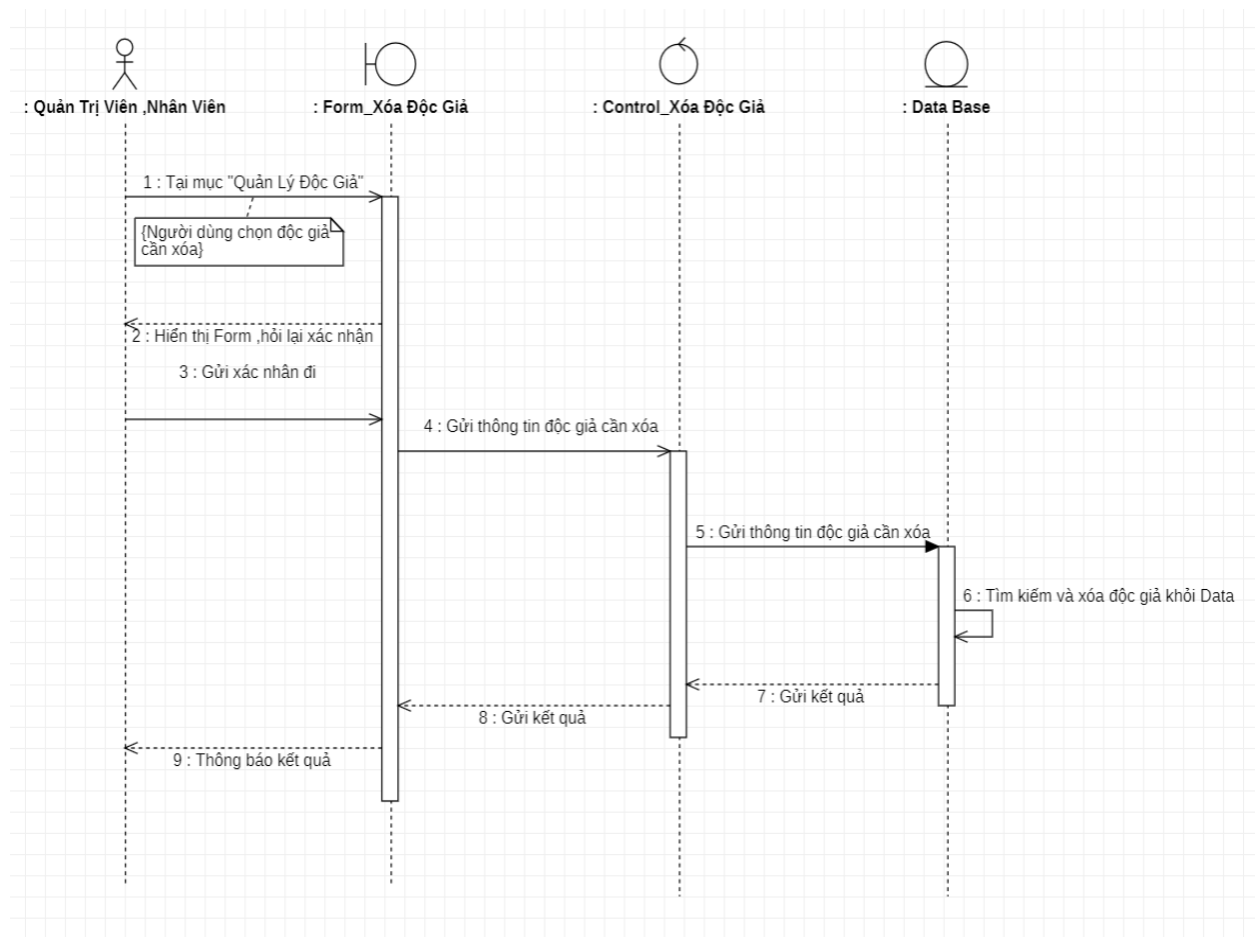 : Quản Trị Viên ,Nhân Viên
: Form_Xóa Độc Giả
: Control_Xóa Độc Giả
: Data Base
1 : Tại mục "Quản Lý Độc Giả"
{Người dùng chọn độc giả
cần xóa}
2 : Hiển thị Form ,hỏi lại xác nhận
3 : Gửi xác nhân đi
4 : Gửi thông tin độc giả cần xóa
5 : Gửi thông tin độc giả cần xóa
6 : Tìm kiếm và xóa độc giả khỏi Data
7 : Gửi kết quả
8 : Gửi kết quả
9 : Thông báo kết quả